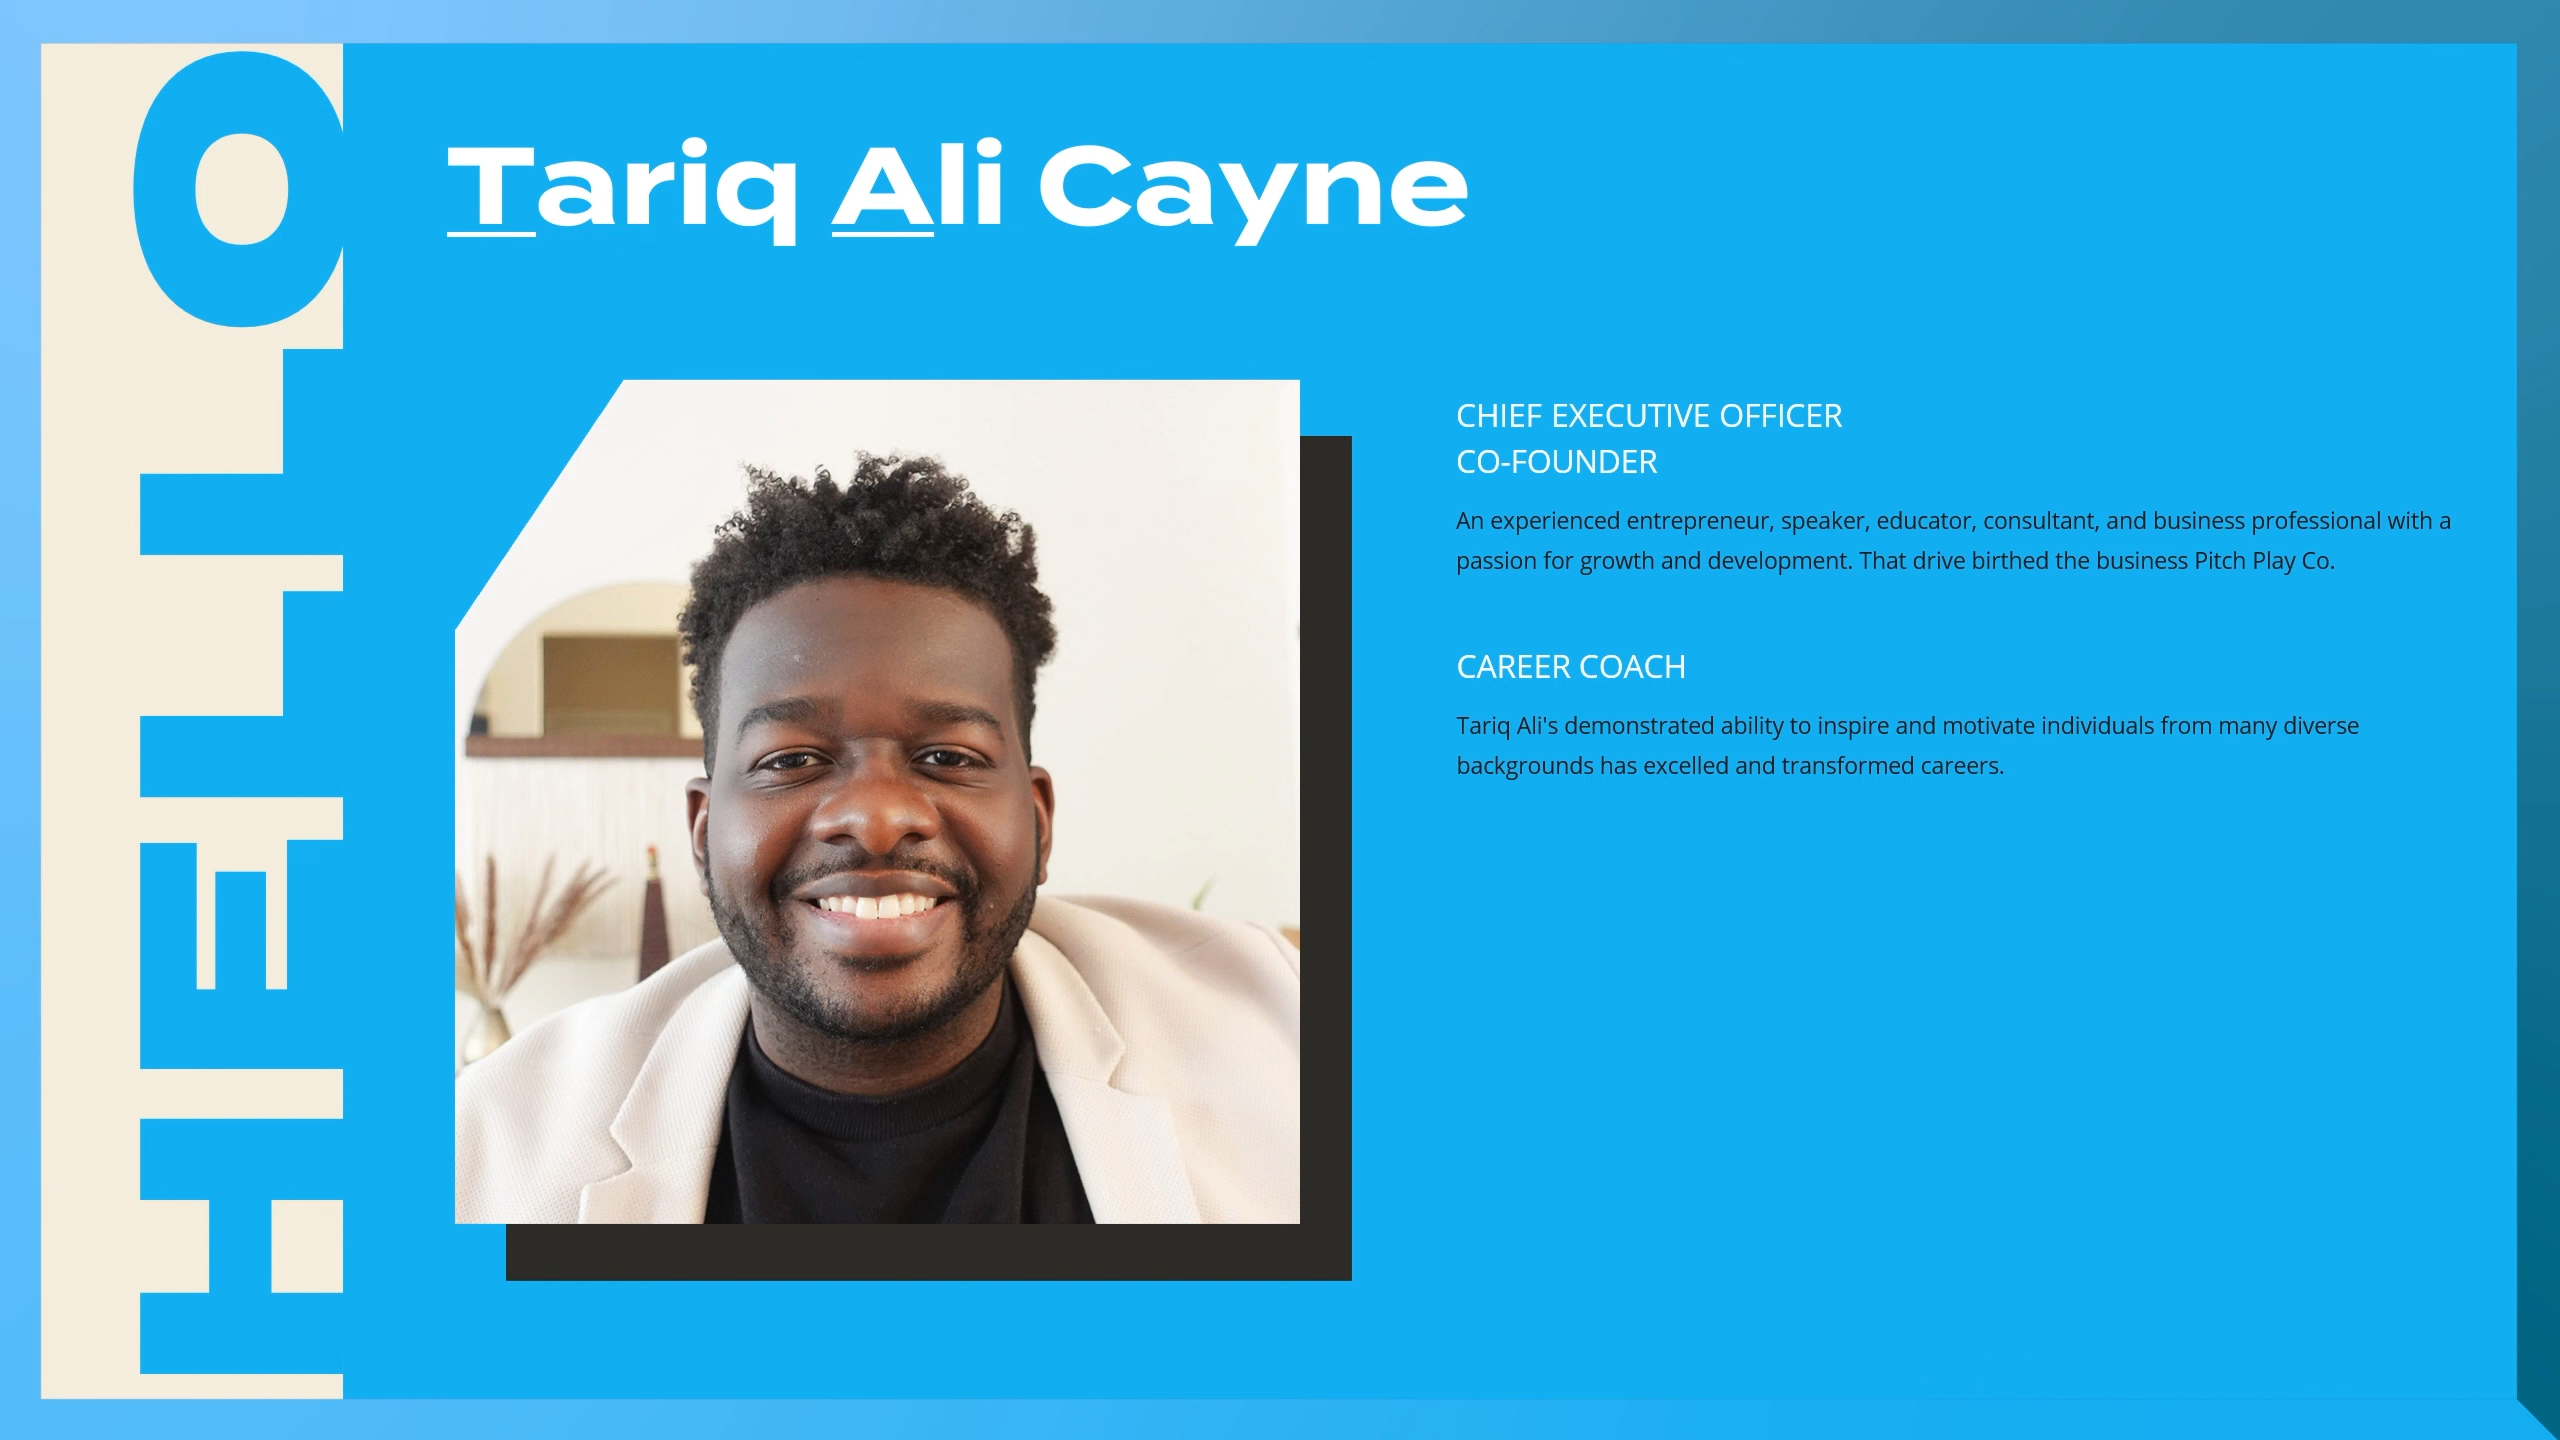 HELLO
Tariq Ali Cayne
CHIEF EXECUTIVE OFFICER
CO-FOUNDER
An experienced entrepreneur, speaker, educator, consultant, and business professional with a
passion for growth and development. That drive birthed the business Pitch Play Co.
CAREER COACH
Tariq Ali's demonstrated ability to inspire and motivate individuals from many diverse
backgrounds has excelled and transformed careers.